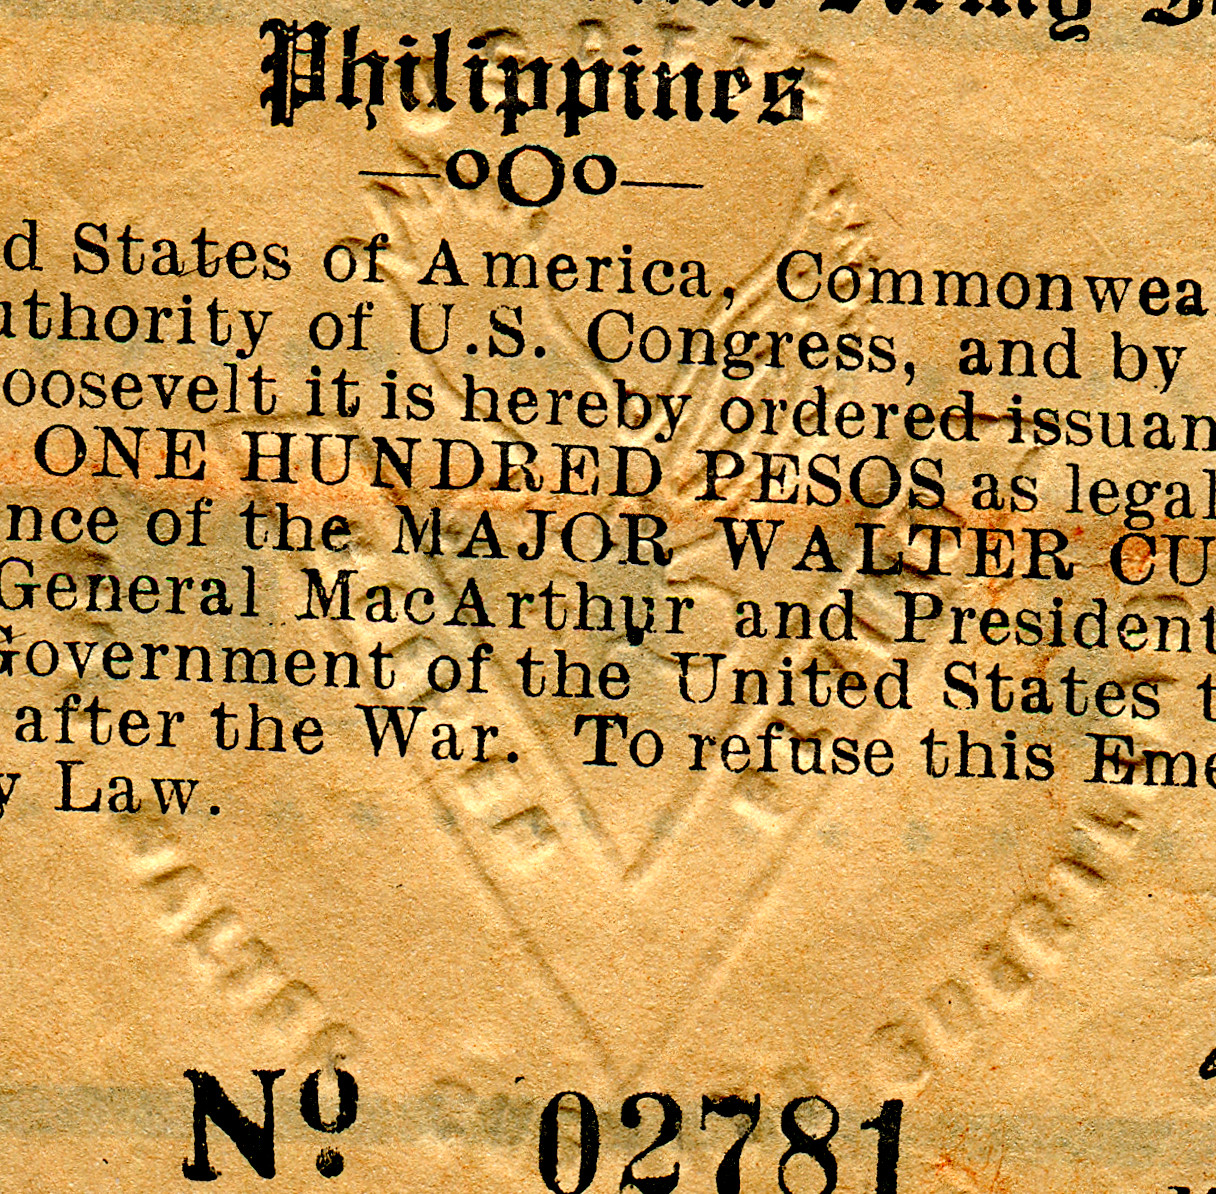 Army
Philippines
—oOo—
d States of America, Commonwea
uthority of U.S. Congress, and by
oosevelt it is hereby ordered issuan
ONE HUNDRED PESOS as legal
nce of the MAJOR WALTER CU
General MacArthur and President
Government of the United States t
after the War. To refuse this Eme
y Law.
Nº 02781